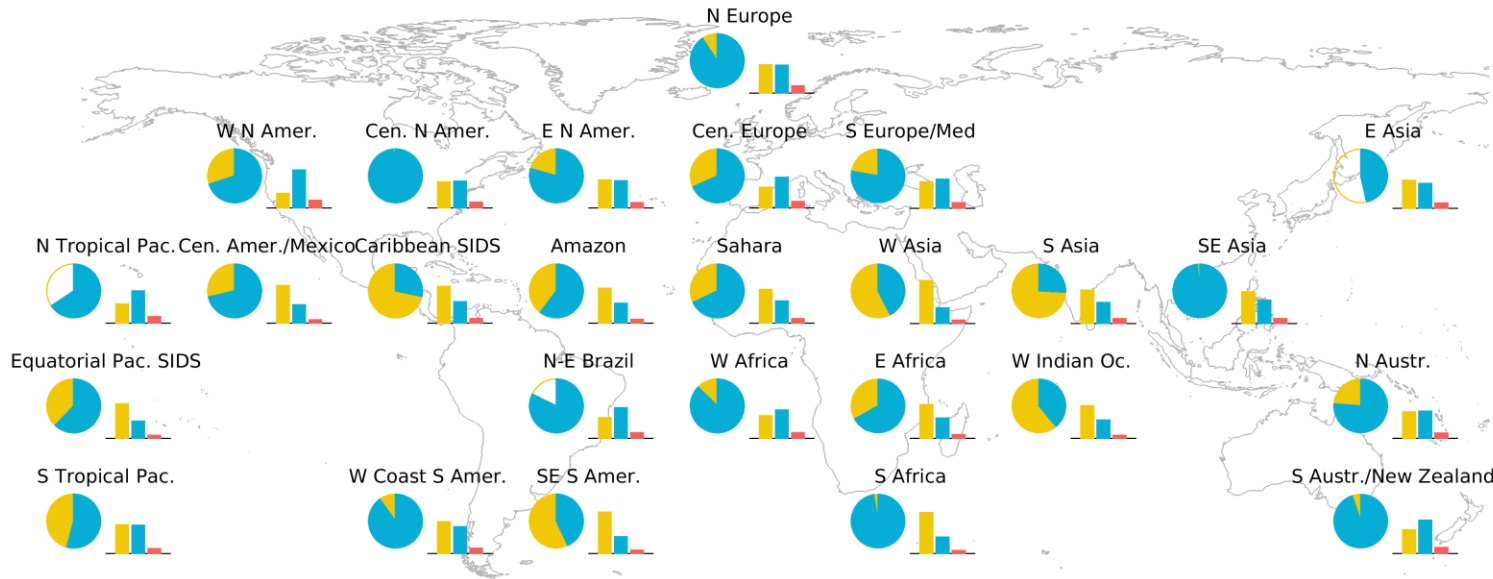 N Europe
W N Amer.
Cen. N Amer.
E N Amer.
Cen. Europe
S Europe/Med
E Asia
N Tropical Pac.
Cen. Amer./Mexico
Caribbean SIDS
Amazon
Sahara
W Asia
S Asia
SE Asia
Equatorial Pac. SIDS
N-E Brazil
W Africa
E Africa
W Indian Oc.
N Austr.
S Tropical Pac.
W Coast S Amer.
SE S Amer.
S Africa
S Austr./New Zealand